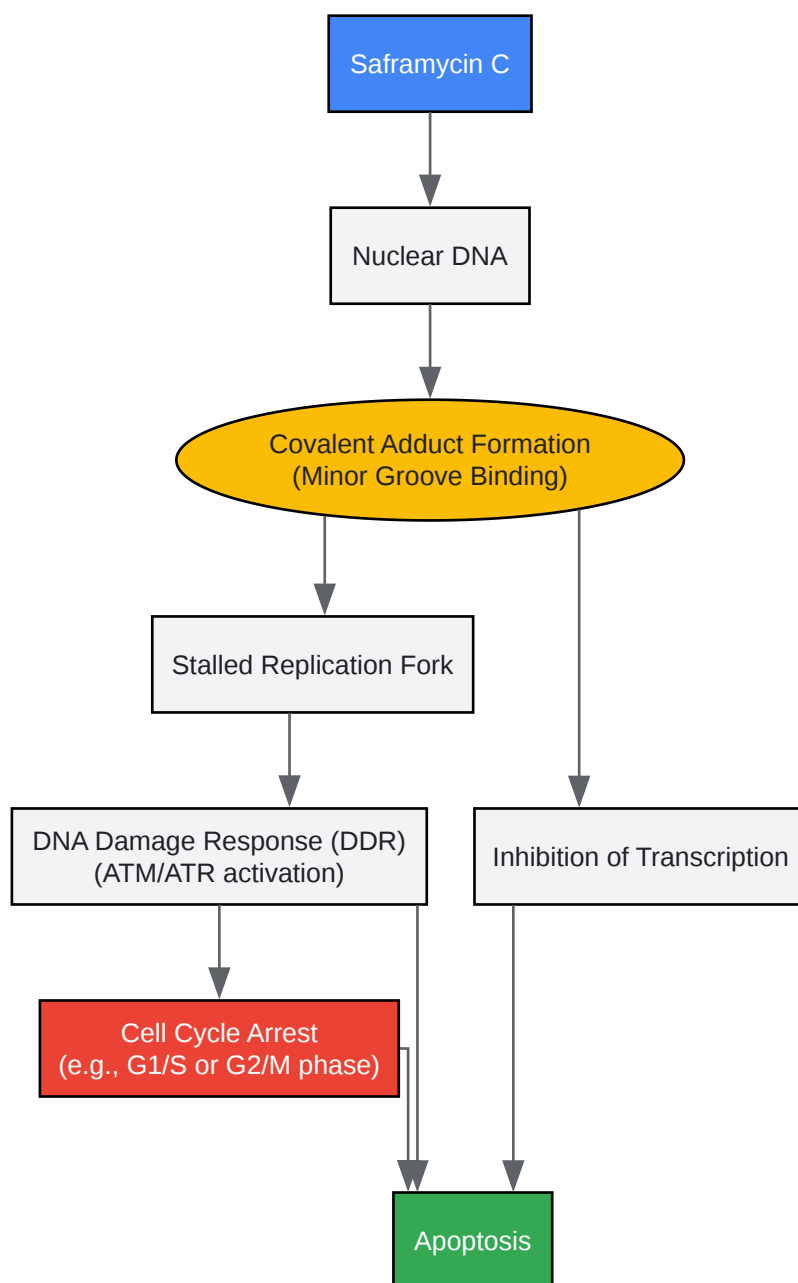 Saframycin C
Nuclear DNA
Covalent Adduct Formation
(Minor Groove Binding)
Stalled Replication Fork
DNA Damage Response (DDR)
(ATM/ATR activation)
Inhibition of Transcription
Cell Cycle Arrest
(e.g., G1/S or G2/M phase)
Apoptosis